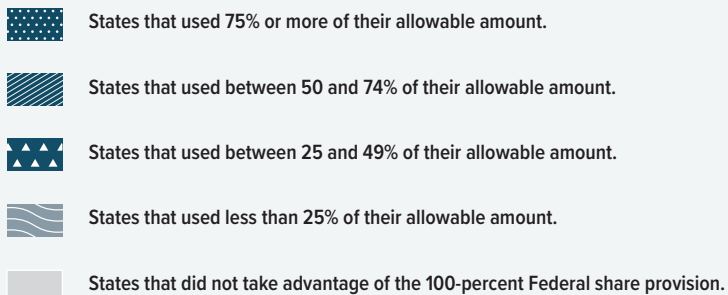 States that used 75% or more of their allowable amount.
States that used between 50 and 74% of their allowable amount.
States that used between 25 and 49% of their allowable amount.
States that used less than 25% of their allowable amount.
States that did not take advantage of the 100-percent Federal share provision.